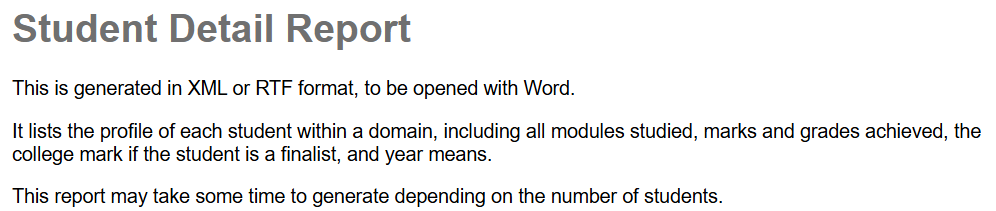 Student Detail Report
This is generated in XML or RTF format, to be opened with Word.
It lists the profile of each student within a domain, including all modules studied, marks and grades achieved, the
college mark if the student is a finalist, and year means.
This report may take some time to generate depending on the number of students.